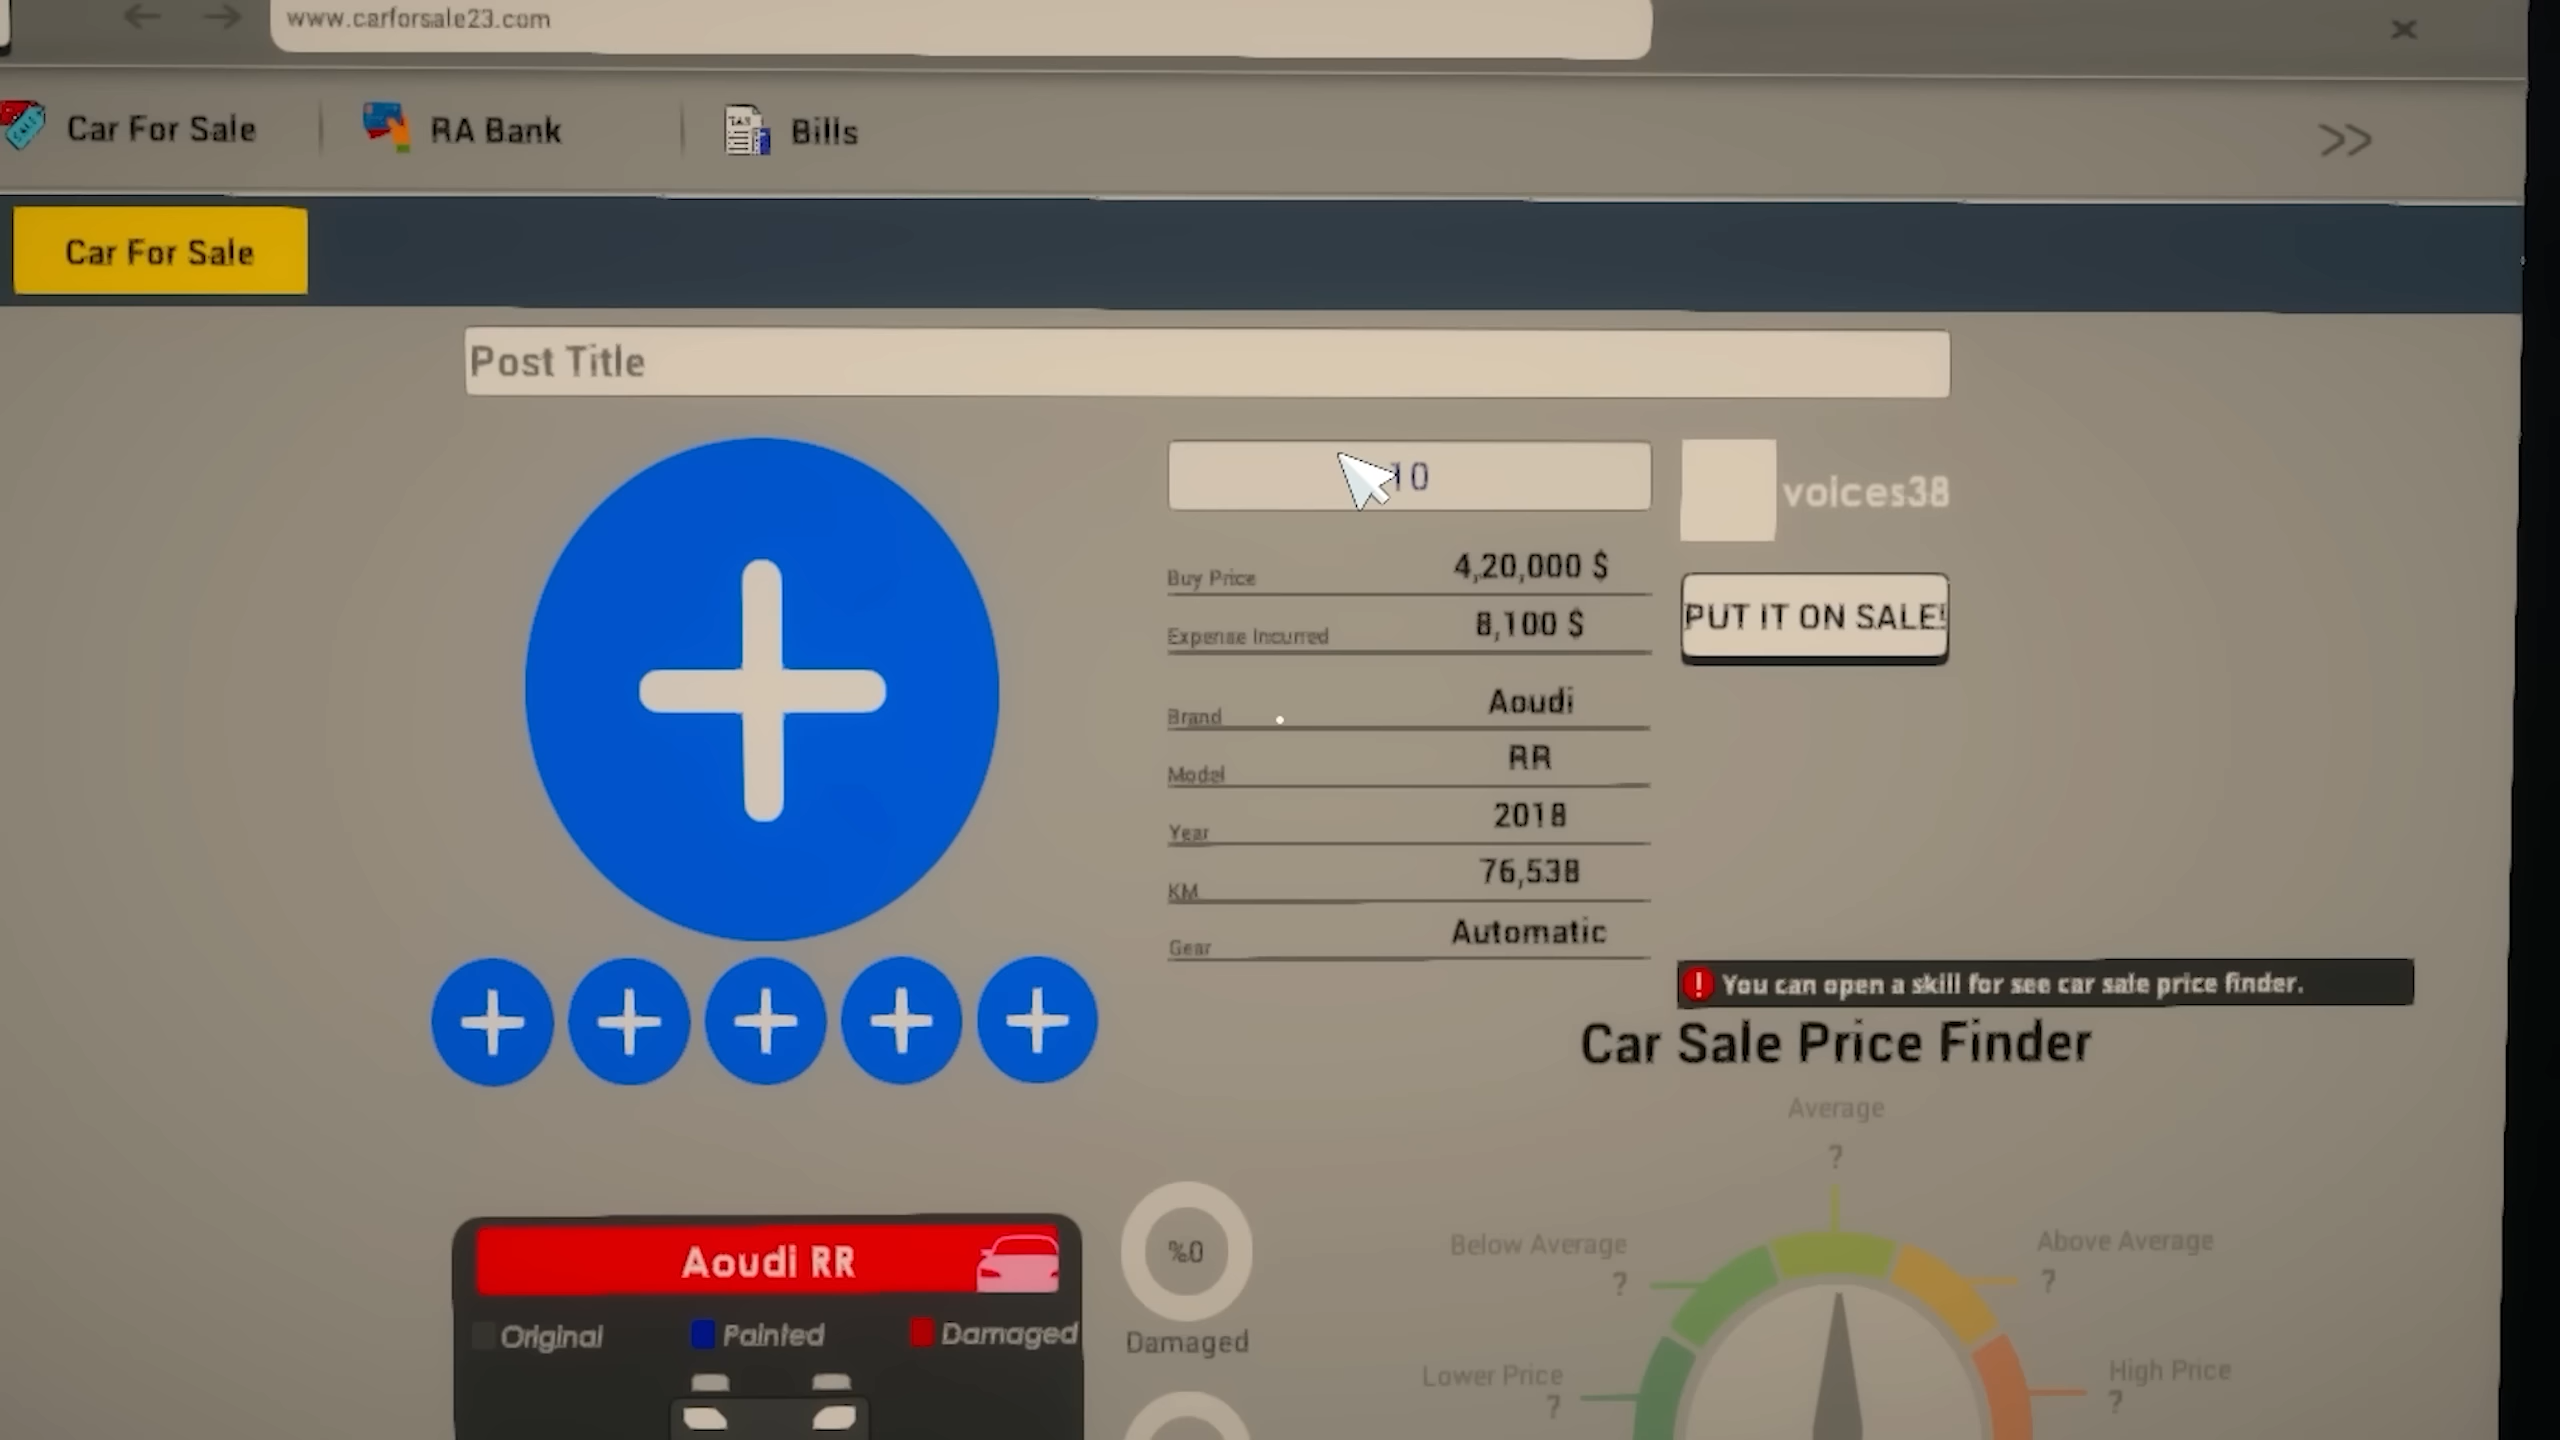 www.carforsale23.com
Car For Sale
RA Bank
Bills
>>
Car For Sale
Post Title
10
voices38
Buy Price 4,20,000 $
Expense Incurred 8,100 $
PUT IT ON SALE!
Brand Aoudi
Model RR
Year 2018
KM 76,538
Gear Automatic
You can open a skill for see car sale price finder.
Car Sale Price Finder
Average
?
Below Average
?
Above Average
?
Lower Price
?
High Price
?
Aoudi RR
Original Painted Damaged
%0
Damaged